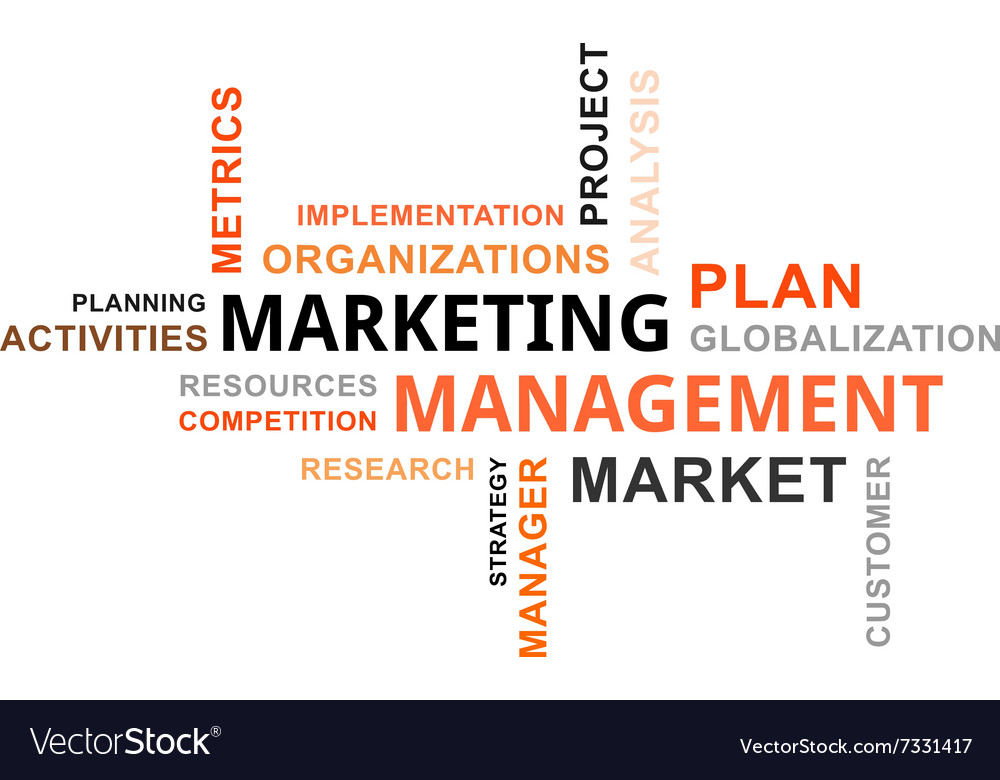 PROJECT
ANALYSIS
METRICS
IMPLEMENTATION
ORGANIZATIONS
PLAN
PLANNING
MARKETING
ACTIVITIES
GLOBALIZATION
RESOURCES
MANAGEMENT
COMPETITION
RESEARCH
STRATEGY
MANAGER
MARKET
CUSTOMER
VectorStock®
VectorStock.com/7331417